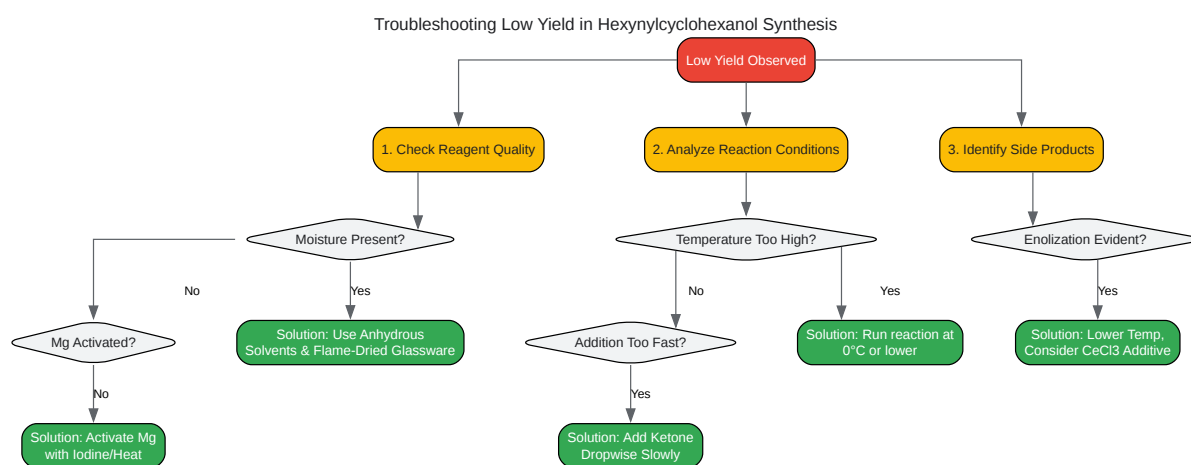 Troubleshooting Low Yield in Hexynylcyclohexanol Synthesis
Low Yield Observed
1. Check Reagent Quality
2. Analyze Reaction Conditions
3. Identify Side Products
Moisture Present?
Temperature Too High?
Enolization Evident?
No
Yes
No
Yes
Yes
Mg Activated?
Solution: Use Anhydrous
Solvents & Flame-Dried Glassware
Addition Too Fast?
Solution: Run reaction at
0°C or lower
Solution: Lower Temp,
Consider CeCl3 Additive
No
Yes
Solution: Activate Mg
with Iodine/Heat
Solution: Add Ketone
Dropwise Slowly